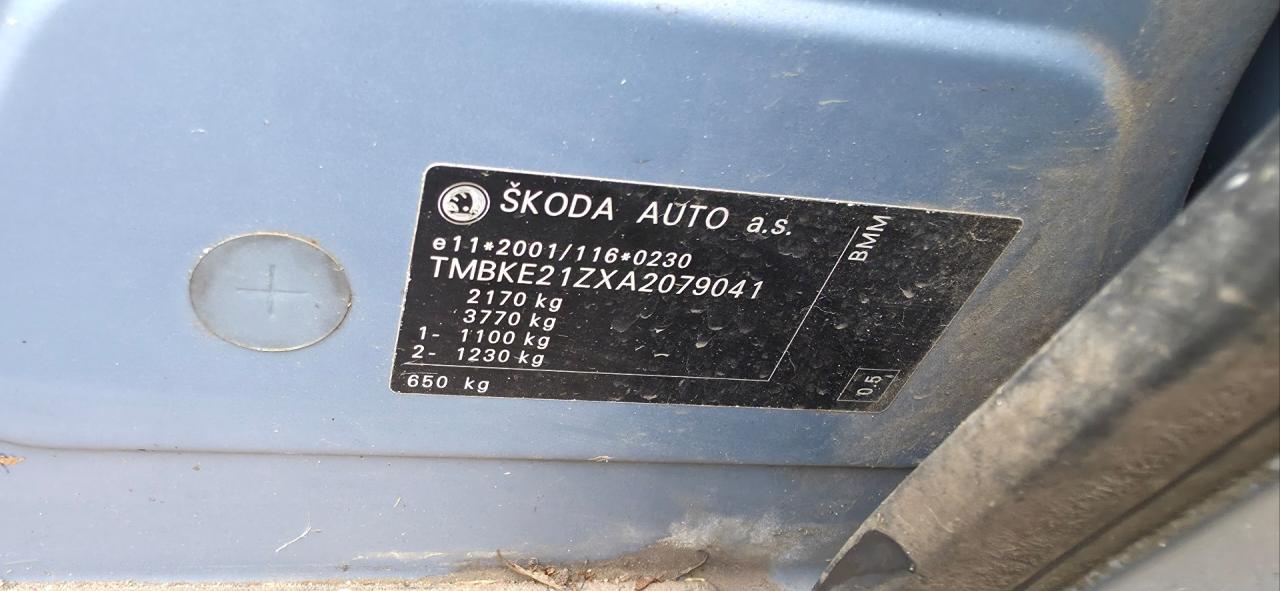 ŠKODA AUTO a.s.
e11*2001/116*0230
TMBKE21ZXA2079041
2170 kg
3770 kg
1- 1100 kg
2- 1230 kg
650 kg
BMM
0.5